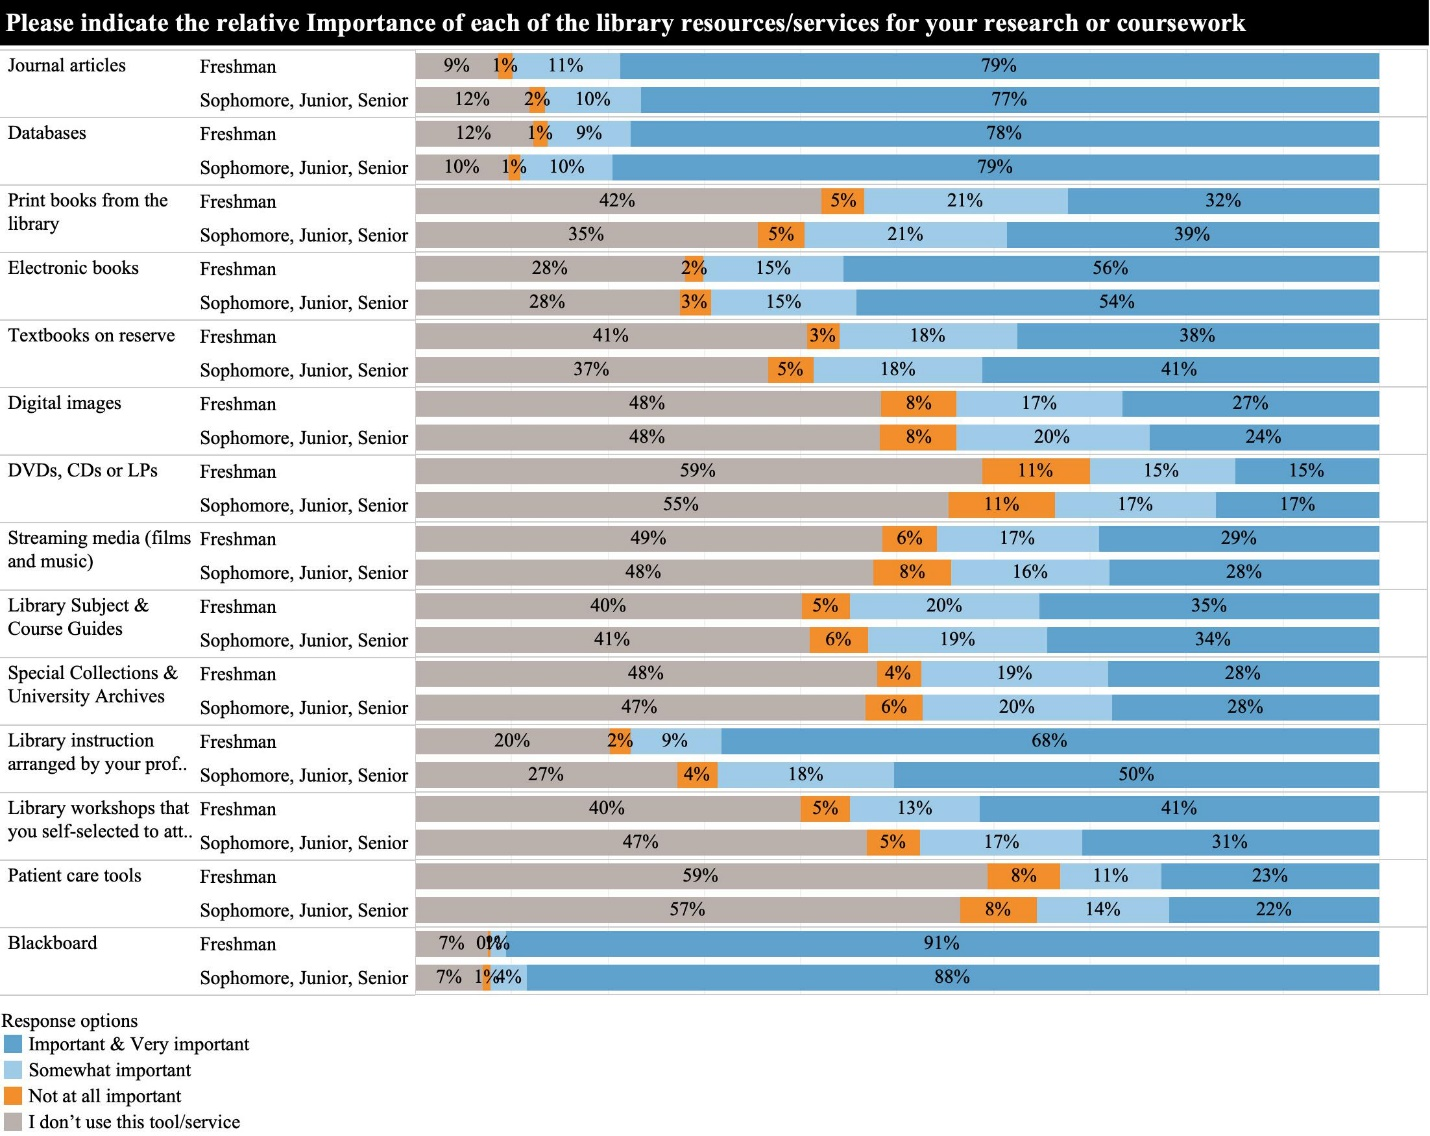 Please indicate the relative Importance of each of the library resources/services for your research or coursework
Journal articles Freshman 9% 1% 11% 79%
Sophomore, Junior, Senior 12% 2% 10% 77%
Databases Freshman 12% 1% 9% 78%
Sophomore, Junior, Senior 10% 1% 10% 79%
Print books from the library Freshman 42% 5% 21% 32%
Sophomore, Junior, Senior 35% 5% 21% 39%
Electronic books Freshman 28% 2% 15% 56%
Sophomore, Junior, Senior 28% 3% 15% 54%
Textbooks on reserve Freshman 41% 3% 18% 38%
Sophomore, Junior, Senior 37% 5% 18% 41%
Digital images Freshman 48% 8% 17% 27%
Sophomore, Junior, Senior 48% 8% 20% 24%
DVDs, CDs or LPs Freshman 59% 11% 15% 15%
Sophomore, Junior, Senior 55% 11% 17% 17%
Streaming media (films and music) Freshman 49% 6% 17% 29%
Sophomore, Junior, Senior 48% 8% 16% 28%
Library Subject & Course Guides Freshman 40% 5% 20% 35%
Sophomore, Junior, Senior 41% 6% 19% 34%
Special Collections & University Archives Freshman 48% 4% 19% 28%
Sophomore, Junior, Senior 47% 6% 20% 28%
Library instruction arranged by your prof.. Freshman 20% 2% 9% 68%
Sophomore, Junior, Senior 27% 4% 18% 50%
Library workshops that you self-selected to att.. Freshman 40% 5% 13% 41%
Sophomore, Junior, Senior 47% 5% 17% 31%
Patient care tools Freshman 59% 8% 11% 23%
Sophomore, Junior, Senior 57% 8% 14% 22%
Blackboard Freshman 7% 0% 1% 91%
Sophomore, Junior, Senior 7% 1% 4% 88%
Response options
Important & Very important
Somewhat important
Not at all important
I don’t use this tool/service